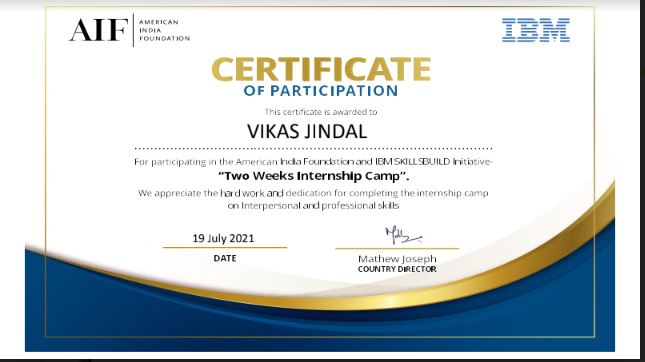 AIF
AMERICAN
INDIA
FOUNDATION
IBM
CERTIFICATE
OF PARTICIPATION
This certificate is awarded to
VIKAS JINDAL
For participating in the American India Foundation and IBM SKILLSBUILD Initiative-
“Two Weeks Internship Camp”.
We appreciate the hard work and dedication for completing the internship camp
on Interpersonal and professional skills
19 July 2021
DATE
Mathew Joseph
COUNTRY DIRECTOR